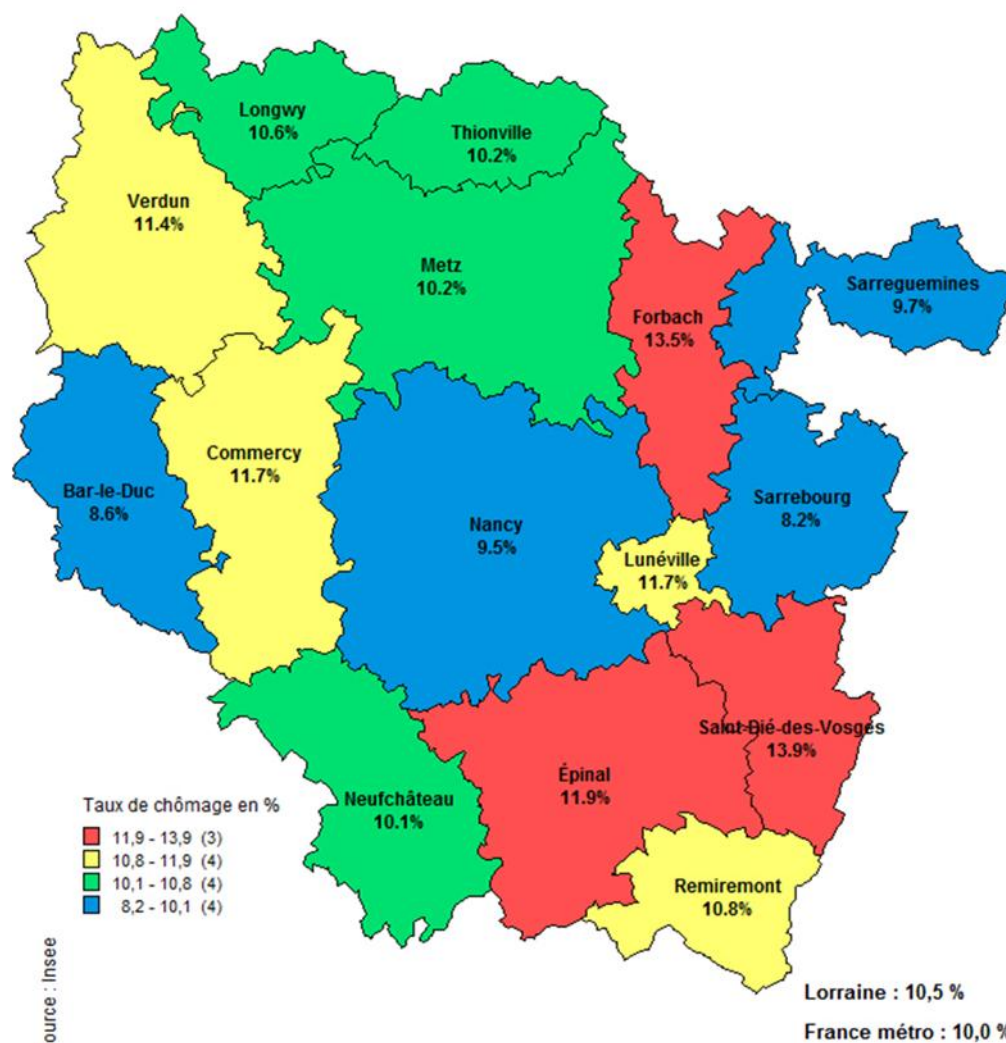 Longwy
10.6%
Thionville
10.2%
Verdun
11.4%
Metz
10.2%
Sarreguemines
9.7%
Forbach
13.5%
Commercy
11.7%
Bar-le-Duc
8.6%
Nancy
9.5%
Sarrebourg
8.2%
Lunéville
11.7%
Saint-Dié-des-Vosges
13.9%
Épinal
11.9%
Neufchâteau
10.1%
Remiremont
10.8%
Taux de chômage en %
11,9 - 13,9 (3)
10,8 - 11,9 (4)
10,1 - 10,8 (4)
8,2 - 10,1 (4)
ource : Insee
Lorraine : 10,5 %
France métro : 10,0 %